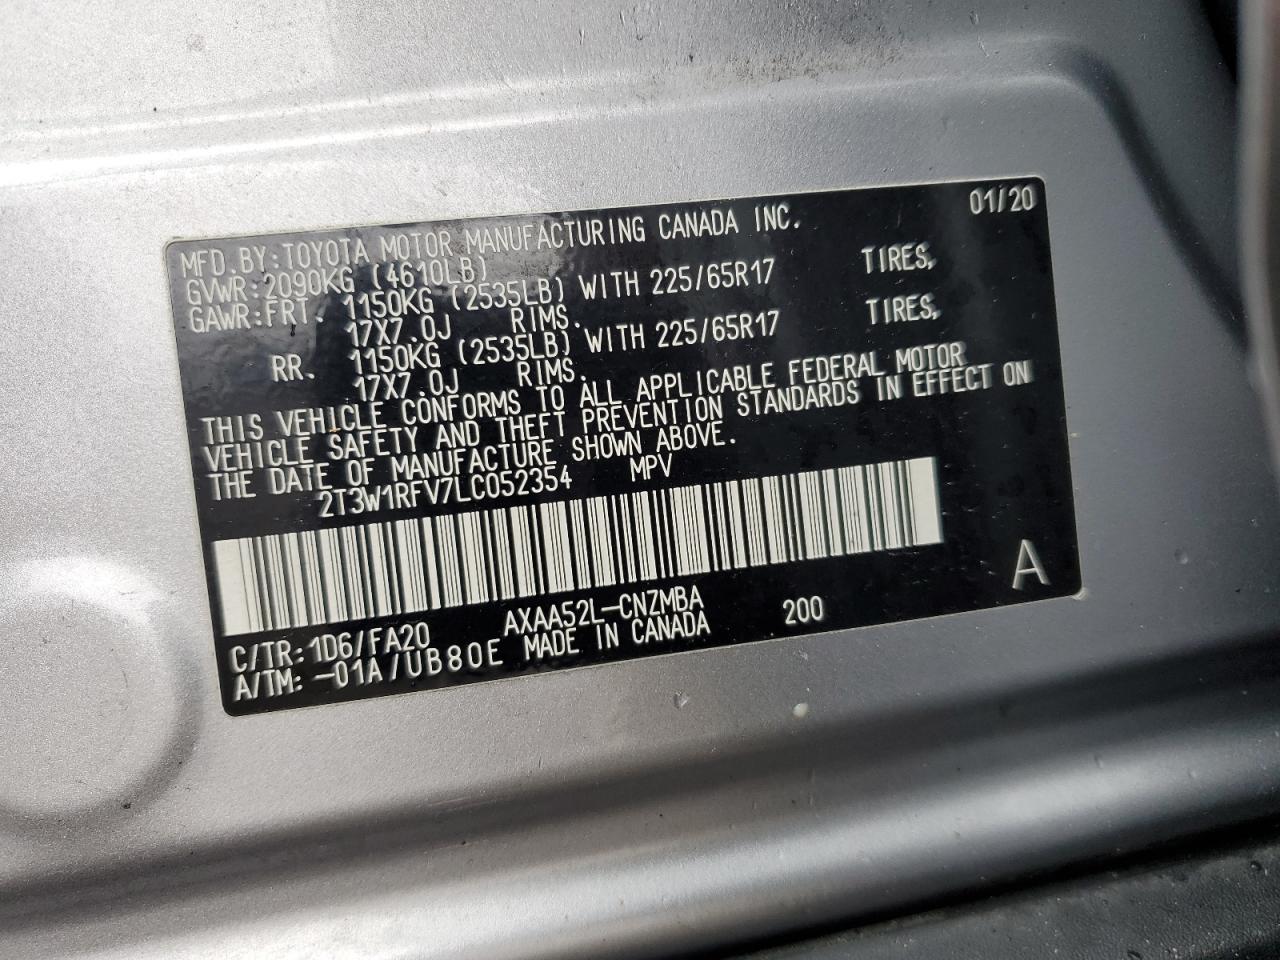 01/20
MFD.BY:TOYOTA MOTOR MANUFACTURING CANADA INC.
GVWR:2090KG (4610LB)
GAWR:FRT. 1150KG (2535LB) WITH 225/65R17 TIRES,
17X7.0J RIMS.
RR. 1150KG (2535LB) WITH 225/65R17 TIRES,
17X7.0J RIMS.
THIS VEHICLE CONFORMS TO ALL APPLICABLE FEDERAL MOTOR
VEHICLE SAFETY AND THEFT PREVENTION STANDARDS IN EFFECT ON
THE DATE OF MANUFACTURE SHOWN ABOVE.
2T3W1RFV7LC052354 MPV
A
C/TR:1D6/FA20 AXAA52L-CNZMBA 200
A/TM:-01A/UB80E MADE IN CANADA